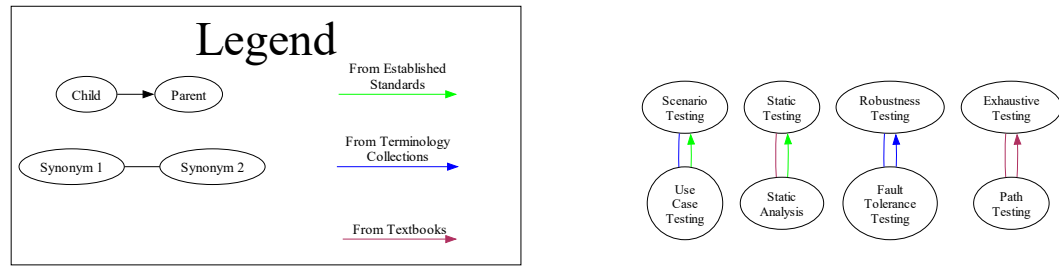 Legend
Child
Parent
From Established
Standards
Synonym 1
Synonym 2
From Terminology
Collections
From Textbooks
Scenario
Testing
Static
Testing
Robustness
Testing
Exhaustive
Testing
Use
Case
Testing
Static
Analysis
Fault
Tolerance
Testing
Path
Testing